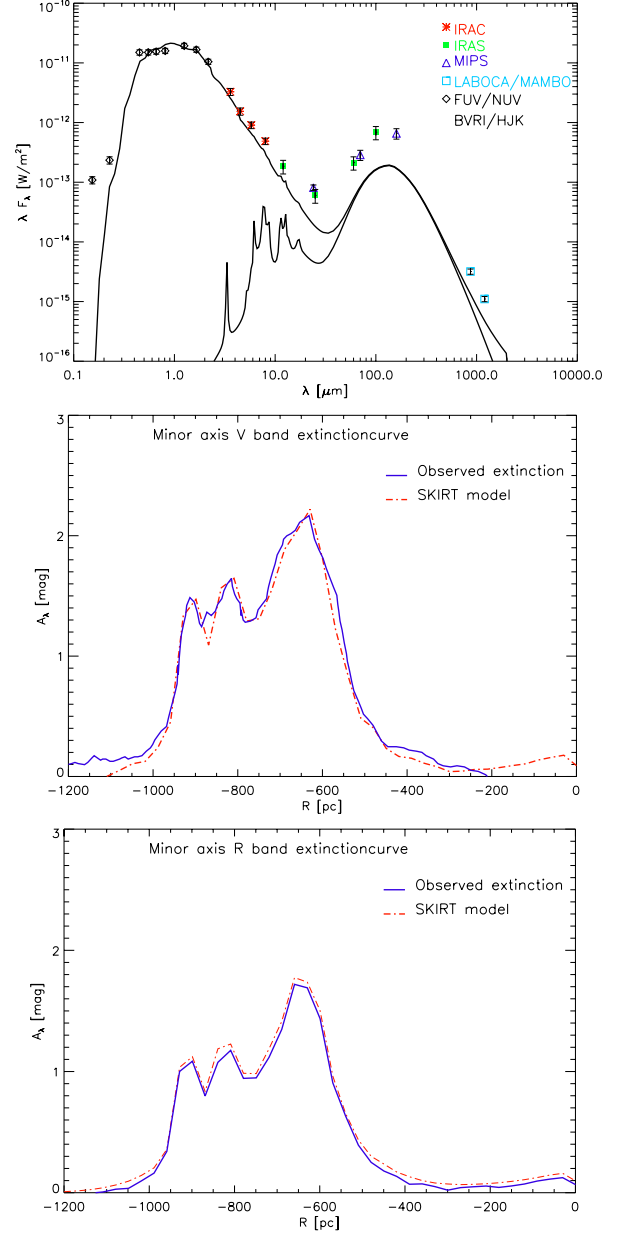 10⁻¹⁰
10⁻¹¹
10⁻¹²
10⁻¹³
10⁻¹⁴
10⁻¹⁵
10⁻¹⁶
λ Fλ [W/m²]
IRAC
IRAS
MIPS
LABOCA/MAMBO
FUV/NUV
BVRI/HJK
0.1 1.0 10.0 100.0 1000.0 10000.0
λ [μm]
3
2
1
0
Aλ [mag]
Minor axis V band extinctioncurve
Observed extinction
SKIRT model
-1200 -1000 -800 -600 -400 -200 0
R [pc]
3
2
1
0
Aλ [mag]
Minor axis R band extinctioncurve
Observed extinction
SKIRT model
-1200 -1000 -800 -600 -400 -200 0
R [pc]